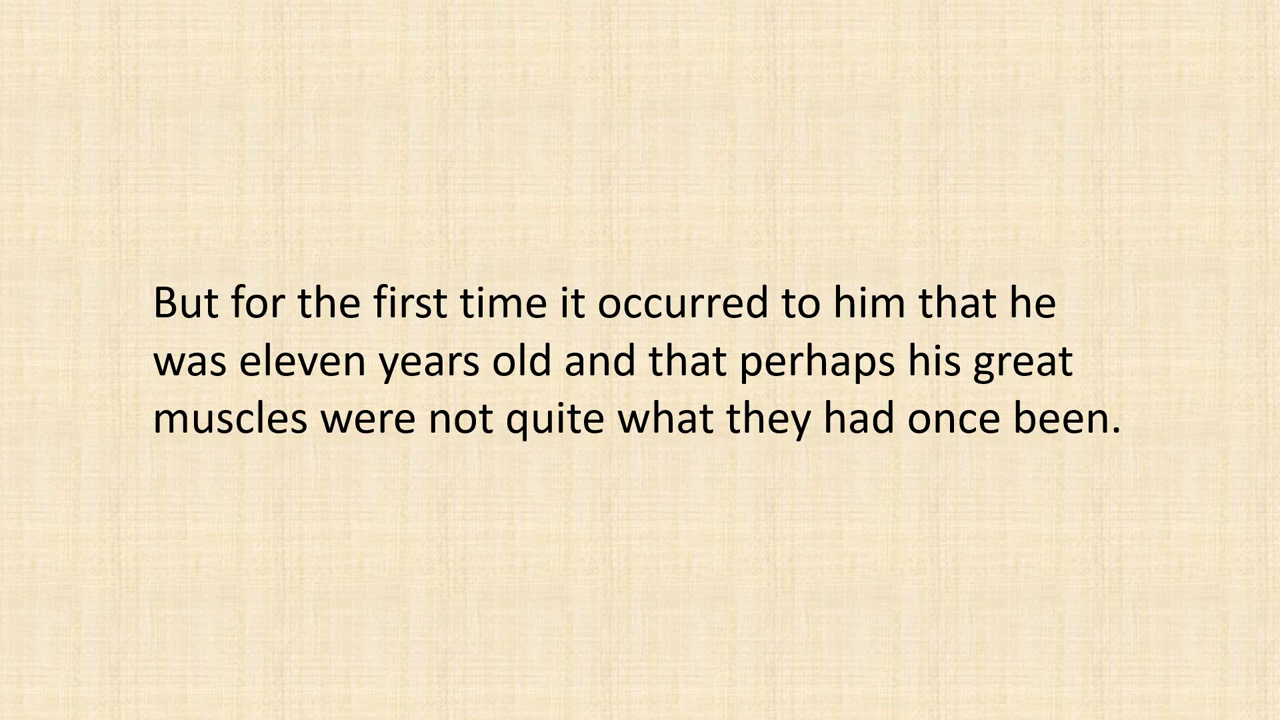 But for the first time it occurred to him that he
was eleven years old and that perhaps his great
muscles were not quite what they had once been.